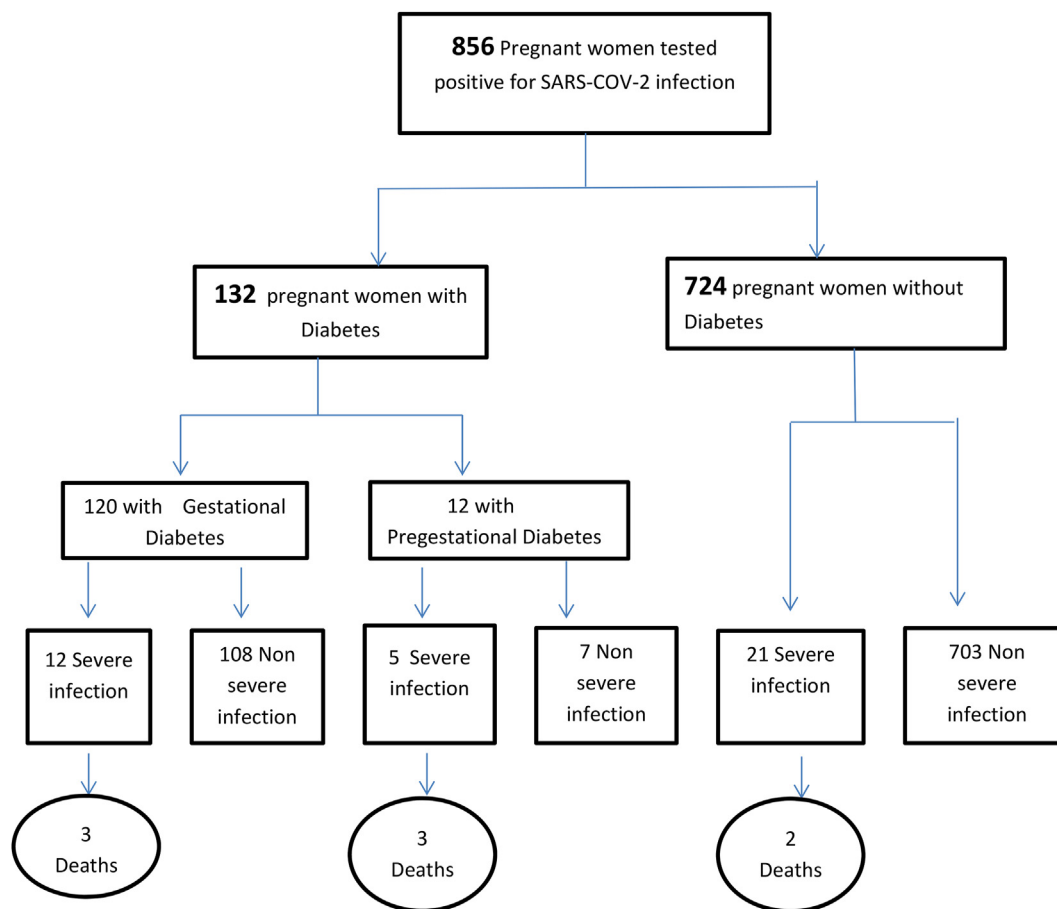 856 Pregnant women tested
positive for SARS-COV-2 infection
132 pregnant women with
Diabetes
724 pregnant women without
Diabetes
120 with Gestational
Diabetes
12 with
Pregestational Diabetes
12 Severe
infection
108 Non
severe
infection
5 Severe
infection
7 Non
severe
infection
21 Severe
infection
703 Non
severe
infection
3
Deaths
3
Deaths
2
Deaths